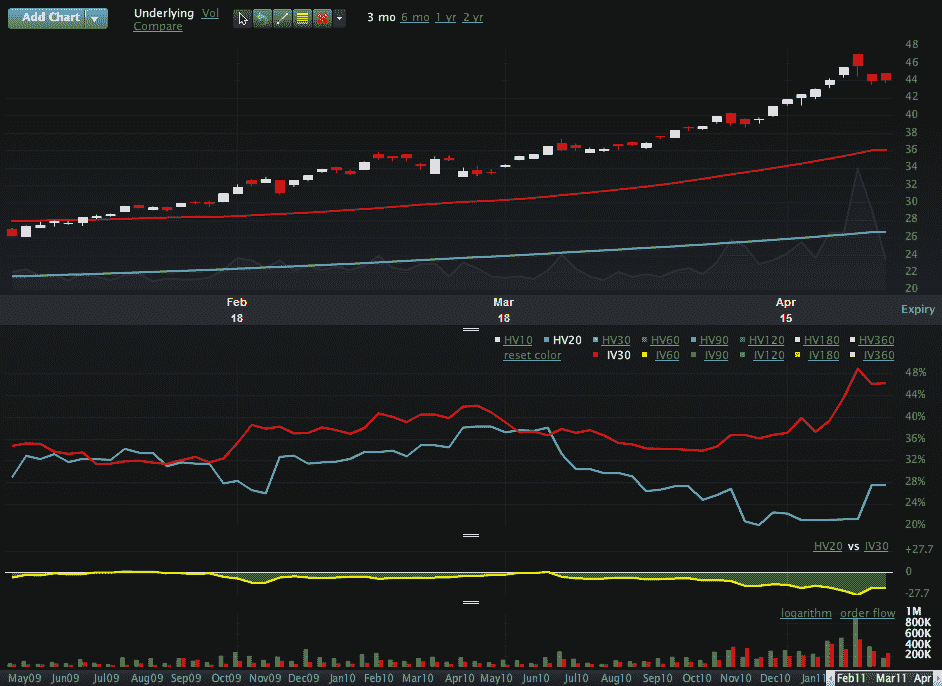 Add Chart Underlying Vol 3 mo 6 mo 1 yr 2 yr
Compare
48
46
44
42
40
38
36
34
32
30
28
26
24
22
20
Feb Mar Apr Expiry
18 18 15
HV10 HV20 HV30 HV60 HV90 HV120 HV180 HV360
reset color IV30 IV60 IV90 IV120 IV180 IV360
48%
44%
40%
36%
32%
28%
24%
20%
HV20 vs IV30 +27.7
0
-27.7
logarithm order flow 1M
800K
600K
400K
200K
May09 Jun09 Jul09 Aug09 Sep09 Oct09 Nov09 Dec09 Jan10 Feb10 Mar10 Apr10 May10 Jun10 Jul10 Aug10 Sep10 Oct10 Nov10 Dec10 Jan11 Feb11 Mar11 Apr